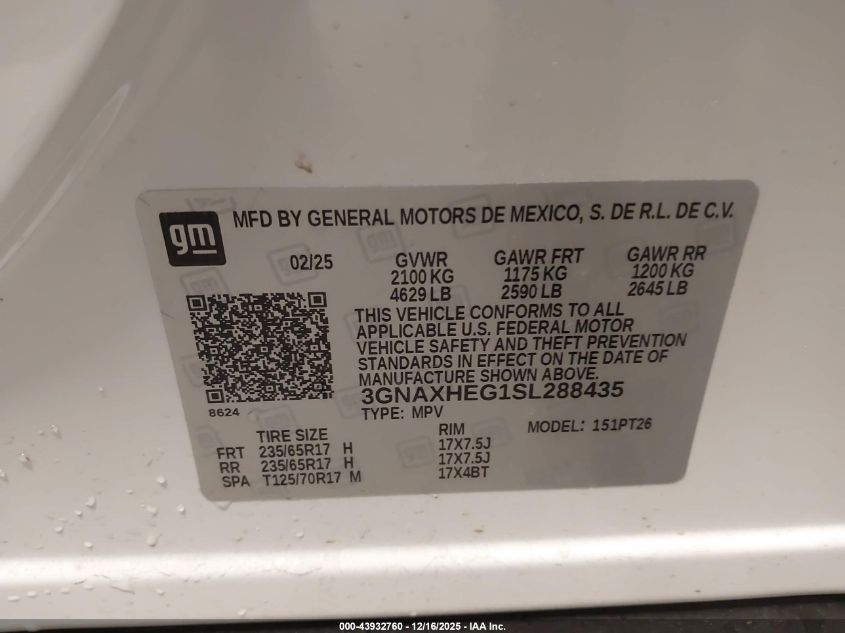 gm
MFD BY GENERAL MOTORS DE MEXICO, S. DE R.L. DE C.V.
02/25 GVWR GAWR FRT GAWR RR
2100 KG 1175 KG 1200 KG
4629 LB 2590 LB 2645 LB
THIS VEHICLE CONFORMS TO ALL
APPLICABLE U.S. FEDERAL MOTOR
VEHICLE SAFETY AND THEFT PREVENTION
STANDARDS IN EFFECT ON THE DATE OF
MANUFACTURE SHOWN ABOVE.
3GNAXHEG1SL288435
8624
TYPE: MPV
MODEL: 151PT26
TIRE SIZE RIM
FRT 235/65R17 H 17X7.5J
RR 235/65R17 H 17X7.5J
SPA T125/70R17 M 17X4BT
000-43932760 - 12/16/2025 - IAA Inc.